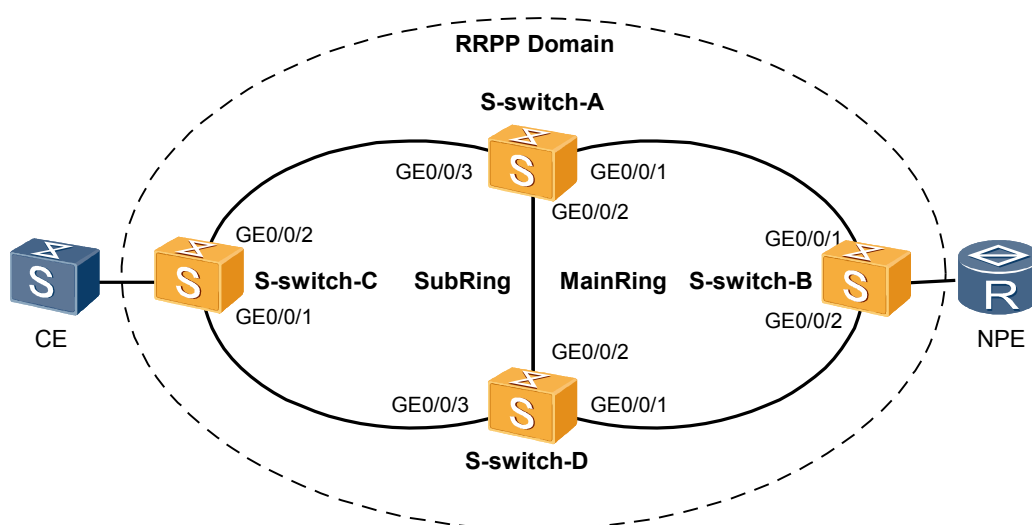 RRPP Domain
S-switch-A
S
GE0/0/3
GE0/0/1
GE0/0/2
GE0/0/2
GE0/0/1
S
S
S
S-switch-C
SubRing
MainRing
S-switch-B
R
GE0/0/1
GE0/0/2
CE
NPE
GE0/0/2
S
GE0/0/3
GE0/0/1
S-switch-D